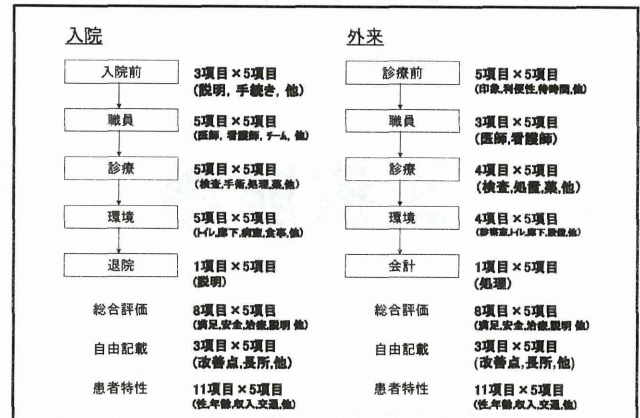 入院
入院前
3項目×5項目
(説明, 手続き, 他)
職員
5項目×5項目
(医師, 看護師, チーム, 他)
診療
5項目×5項目
(検査,手術,処理,薬,他)
環境
5項目×5項目
(トイレ,廊下,病室,食事,他)
退院
1項目×5項目
(説明)
総合評価
8項目×5項目
(満足,安全,治療,説明 他)
自由記載
3項目×5項目
(改善点,長所,他)
患者特性
11項目×5項目
(性,年齢,収入,交通,他)
外来
診療前
5項目×5項目
(印象,利便性,待時間,他)
職員
3項目×5項目
(医師,看護師)
診療
4項目×5項目
(検査,処置,薬,他)
環境
4項目×5項目
(診察室,トイレ,廊下,設備,他)
会計
1項目×5項目
(処理)
総合評価
8項目×5項目
(満足,安全,治療,説明 他)
自由記載
3項目×5項目
(改善点,長所,他)
患者特性
11項目×5項目
(性,年齢,収入,交通,他)